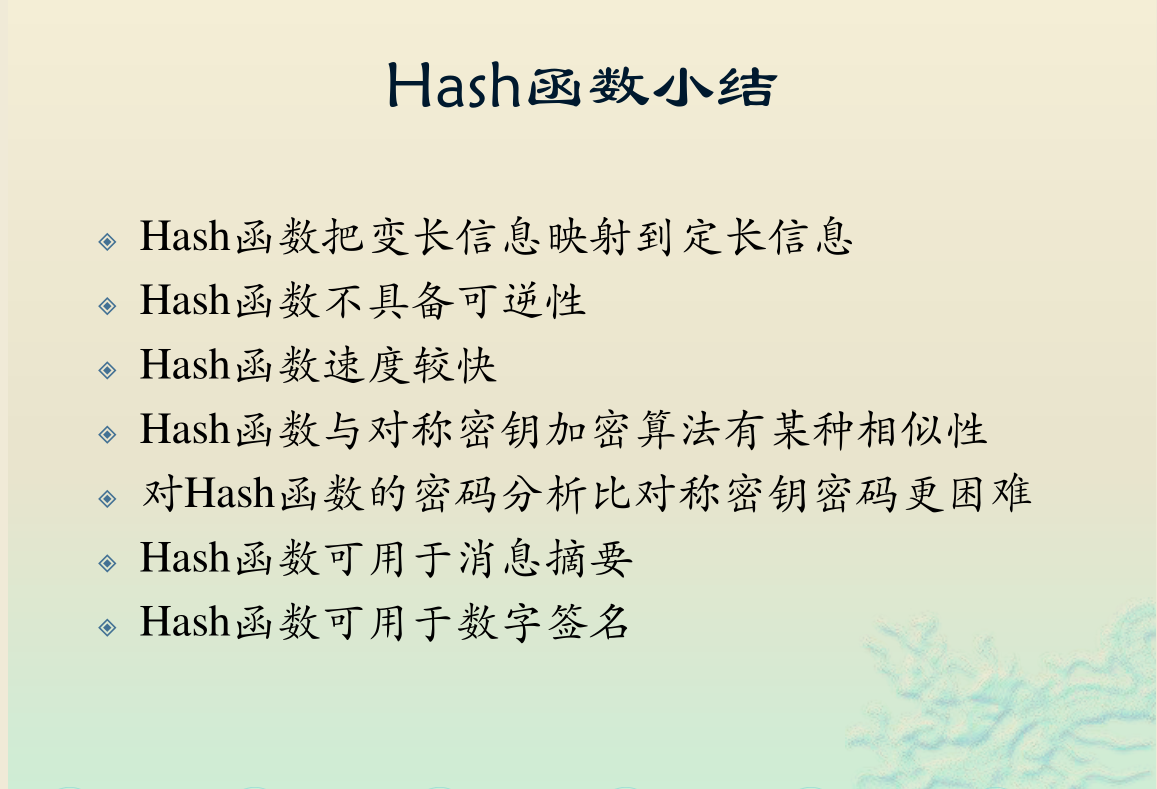 Hash函数小结
Hash函数把变长信息映射到定长信息
Hash函数不具备可逆性
Hash函数速度较快
Hash函数与对称密钥加密算法有某种相似性
对Hash函数的密码分析比对称密钥密码更困难
Hash函数可用于消息摘要
Hash函数可用于数字签名